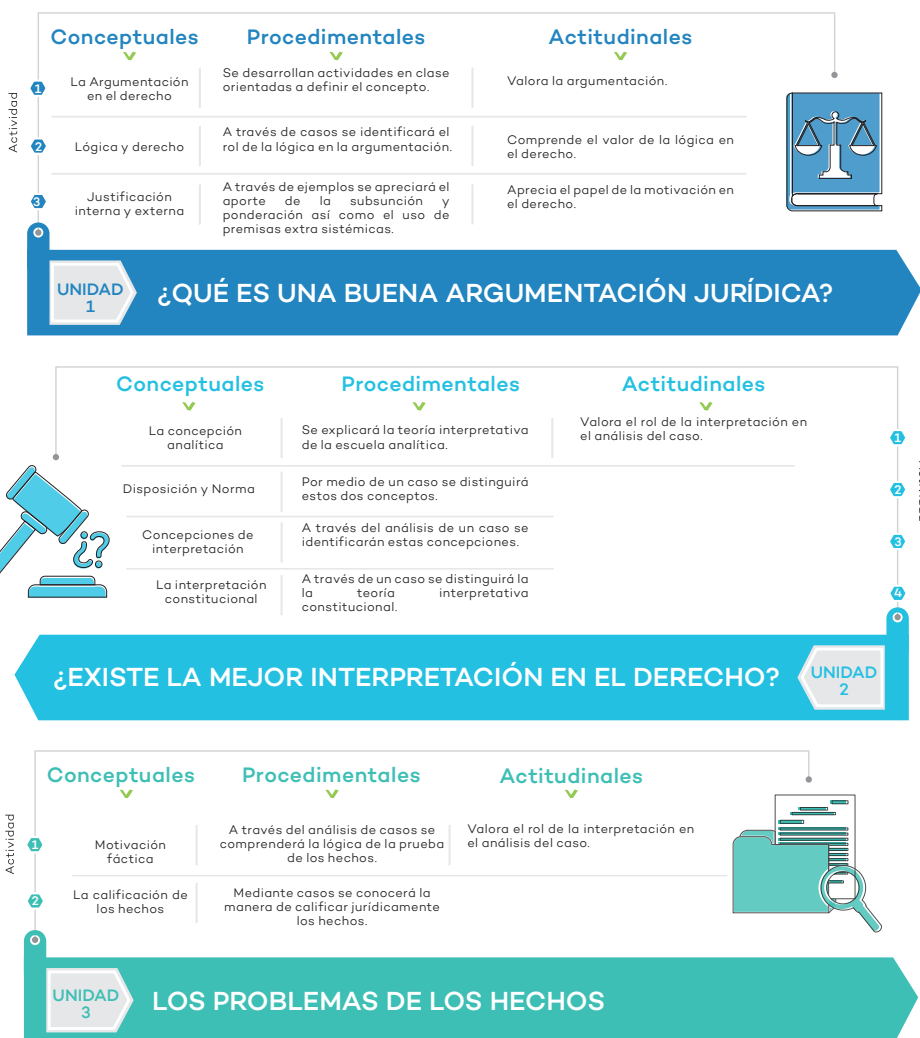 Conceptuales
Procedimentales
Actitudinales
Actividad
1
La Argumentación
en el derecho
Se desarrollan actividades en clase
orientadas a definir el concepto.
Valora la argumentación.
2
Lógica y derecho
A través de casos se identificará el
rol de la lógica en la argumentación.
Comprende el valor de la lógica en
el derecho.
3
Justificación
interna y externa
A través de ejemplos se apreciará el
aporte de la subsunción y
ponderación así como el uso de
premisas extra sistémicas.
Aprecia el papel de la motivación en
el derecho.
UNIDAD
1
¿QUÉ ES UNA BUENA ARGUMENTACIÓN JURÍDICA?
Conceptuales
Procedimentales
Actitudinales
La concepción
analítica
Se explicará la teoría interpretativa
de la escuela analítica.
Valora el rol de la interpretación en
el análisis del caso.
1
Disposición y Norma
Por medio de un caso se distinguirá
estos dos conceptos.
2
Concepciones de
interpretación
A través del análisis de un caso se
identificarán estas concepciones.
3
La interpretación
constitucional
A través de un caso se distinguirá la
la teoría interpretativa
constitucional.
4
¿?
¿EXISTE LA MEJOR INTERPRETACIÓN EN EL DERECHO?
UNIDAD
2
Conceptuales
Procedimentales
Actitudinales
Actividad
1
Motivación
fáctica
A través del análisis de casos se
comprenderá la lógica de la prueba
de los hechos.
Valora el rol de la interpretación en
el análisis del caso.
2
La calificación de
los hechos
Mediante casos se conocerá la
manera de calificar jurídicamente
los hechos.
UNIDAD
3
LOS PROBLEMAS DE LOS HECHOS